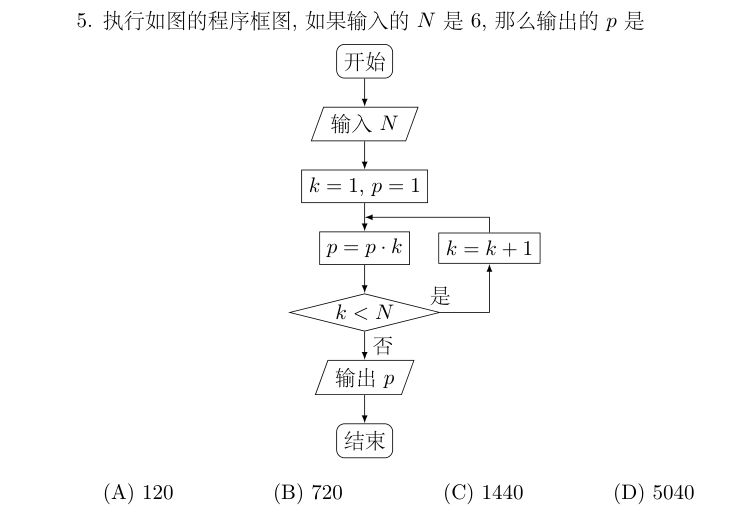 5. 执行如图的程序框图, 如果输入的 N 是 6, 那么输出的 p 是
开始
输入 N
k = 1, p = 1
p = p · k
k = k + 1
是
k < N
否
输出 p
结束
(A) 120 (B) 720 (C) 1440 (D) 5040